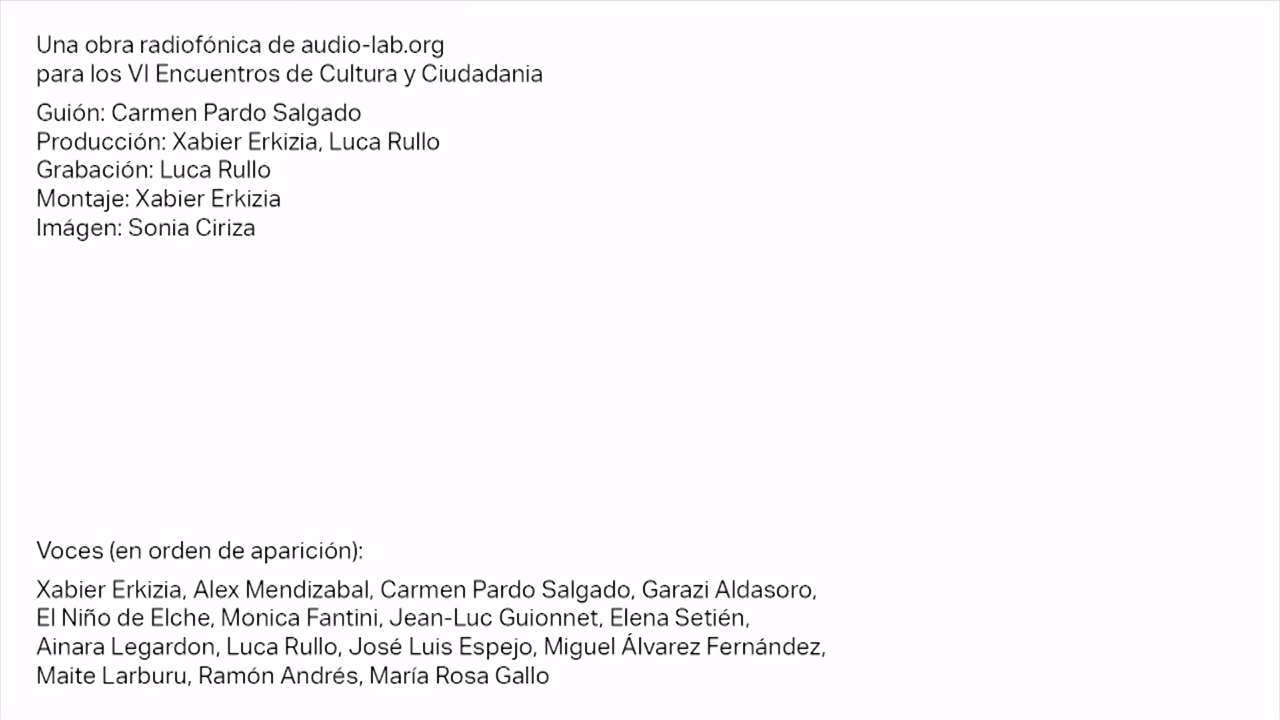 Una obra radiofónica de audio-lab.org
para los VI Encuentros de Cultura y Ciudadania
Guión: Carmen Pardo Salgado
Producción: Xabier Erkizia, Luca Rullo
Grabación: Luca Rullo
Montaje: Xabier Erkizia
Imágen: Sonia Ciriza
Voces (en orden de aparición):
Xabier Erkizia, Alex Mendizabal, Carmen Pardo Salgado, Garazi Aldasoro,
El Niño de Elche, Monica Fantini, Jean-Luc Guionnet, Elena Setién,
Ainara Legardon, Luca Rullo, José Luis Espejo, Miguel Álvarez Fernández,
Maite Larburu, Ramón Andrés, María Rosa Gallo